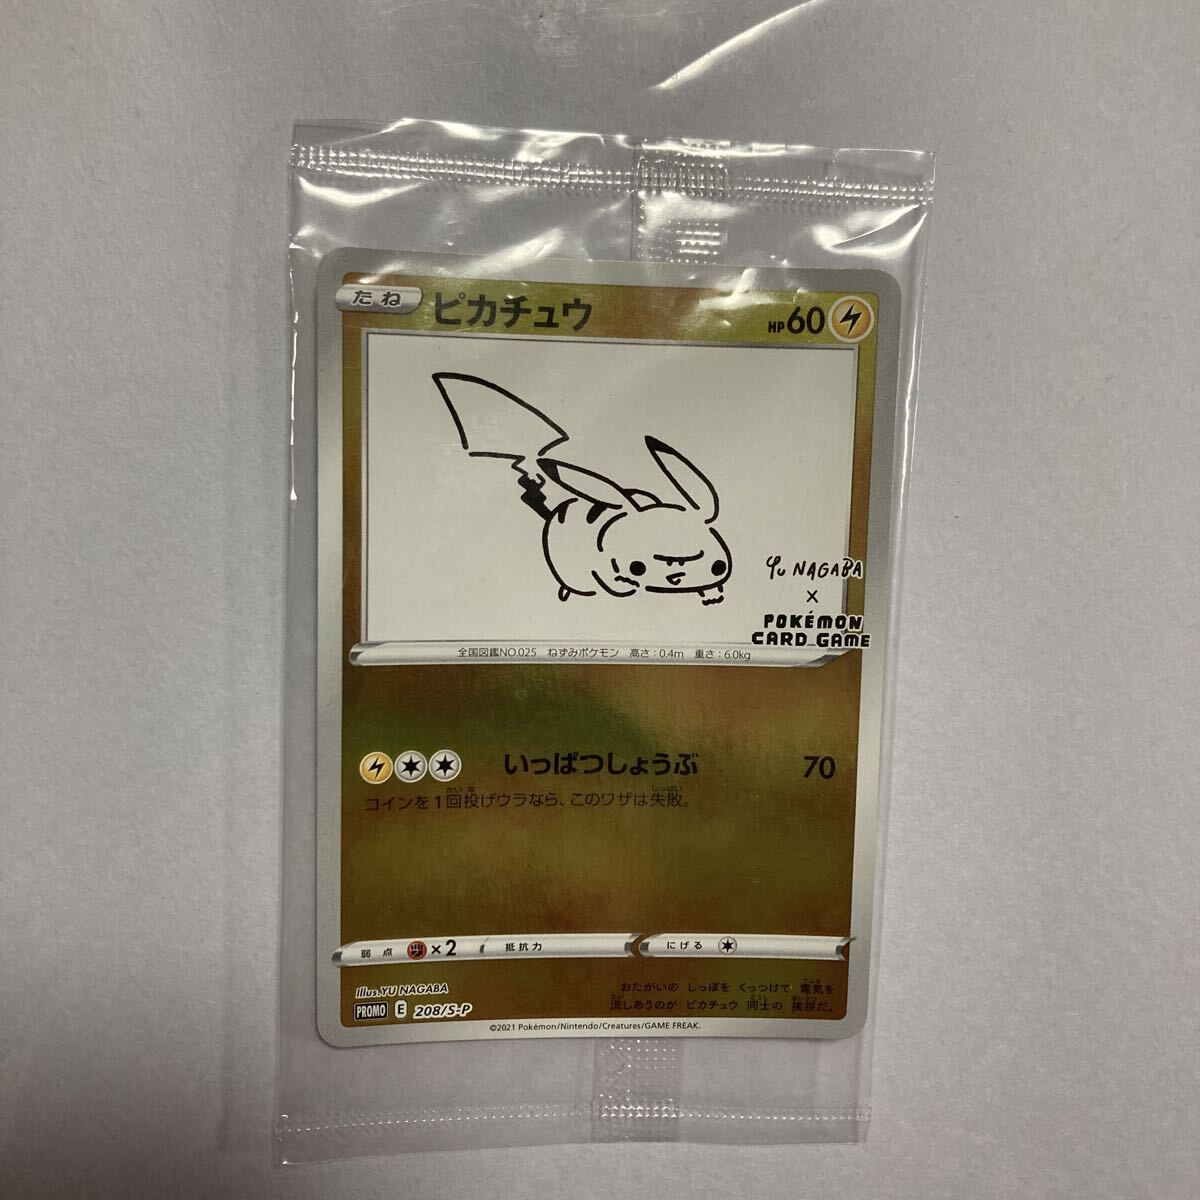 たね
ピカチュウ
HP60
Yu NAGABA
×
POKÉMON
CARD GAME
全国図鑑NO.025 ねずみポケモン 高さ:0.4m 重さ:6.0kg
いっぱつしょうぶ 70
コインを1回投げウラなら、このワザは失敗。
弱点 ×2 抵抗力 にげる
Illus.YU NAGABA
おたがいの しっぽを くっつけて 電気を
流しあうのが ピカチュウ 同士の 挨拶だ。
PROMO E 208/S-P
©2021 Pokémon/Nintendo/Creatures/GAME FREAK.